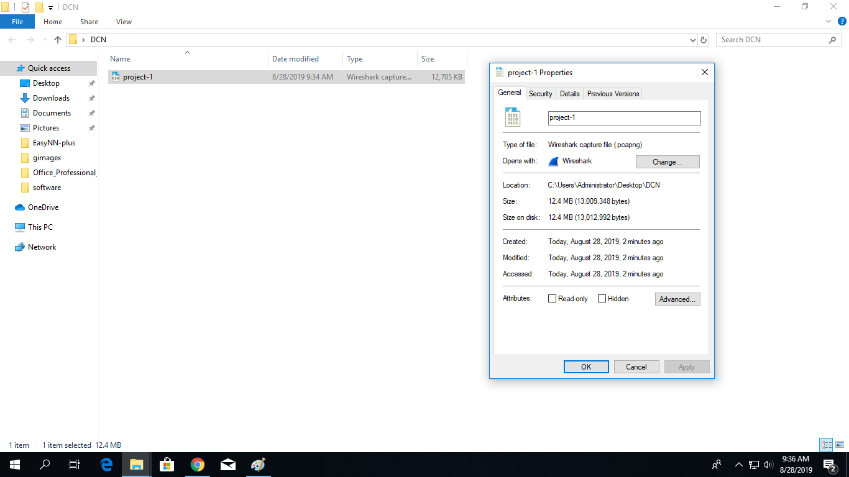 DCN
File Home Share View
DCN
Search DCN
Name Date modified Type Size
project-1 8/28/2019 9:34 AM Wireshark capture... 12,705 KB
Quick access
Desktop
Downloads
Documents
Pictures
EasyNN-plus
gimagex
Office_Professional_
software
OneDrive
This PC
Network
project-1 Properties
General Security Details Previous Versions
project-1
Type of file: Wireshark capture file (.pcapng)
Opens with: Wireshark Change...
Location: C:\Users\Administrator\Desktop\DCN
Size: 12.4 MB (13,009,348 bytes)
Size on disk: 12.4 MB (13,012,992 bytes)
Created: Today, August 28, 2019, 2 minutes ago
Modified: Today, August 28, 2019, 2 minutes ago
Accessed: Today, August 28, 2019, 2 minutes ago
Attributes: Read-only Hidden Advanced...
OK Cancel Apply
1 item 1 item selected 12.4 MB
9:36 AM
8/28/2019
2